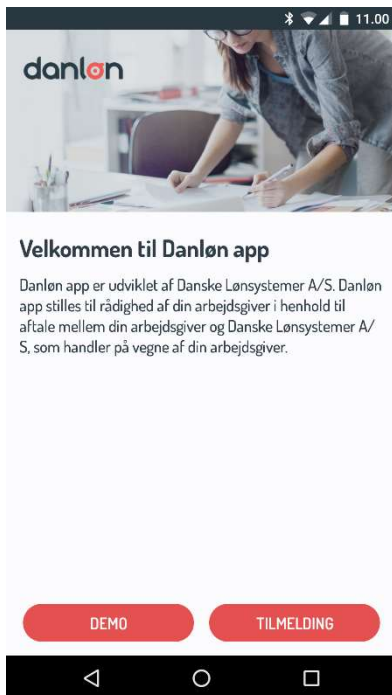 11.00
danløn
Velkommen til Danløn app
Danløn app er udviklet af Danske Lønsystemer A/S. Danløn
app stilles til rådighed af din arbejdsgiver i henhold til
aftale mellem din arbejdsgiver og Danske Lønsystemer A/
S, som handler på vegne af din arbejdsgiver.
DEMO
TILMELDING